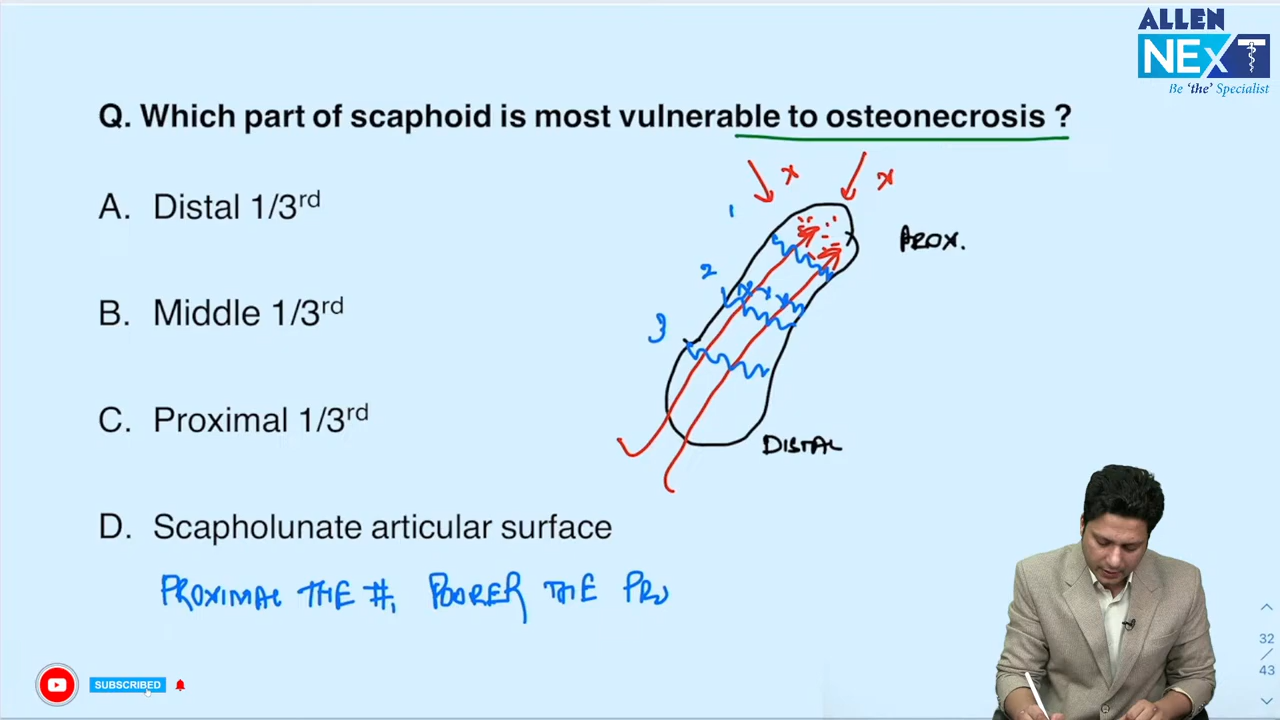 ALLEN
NExT
Be 'the' Specialist
Q. Which part of scaphoid is most vulnerable to osteonecrosis ?
x x
A. Distal 1/3rd
1
PROX.
2
B. Middle 1/3rd
3
C. Proximal 1/3rd
DISTAL
D. Scapholunate articular surface
PROXIMAL THE #, POORER THE PRO
32
/
43
SUBSCRIBED